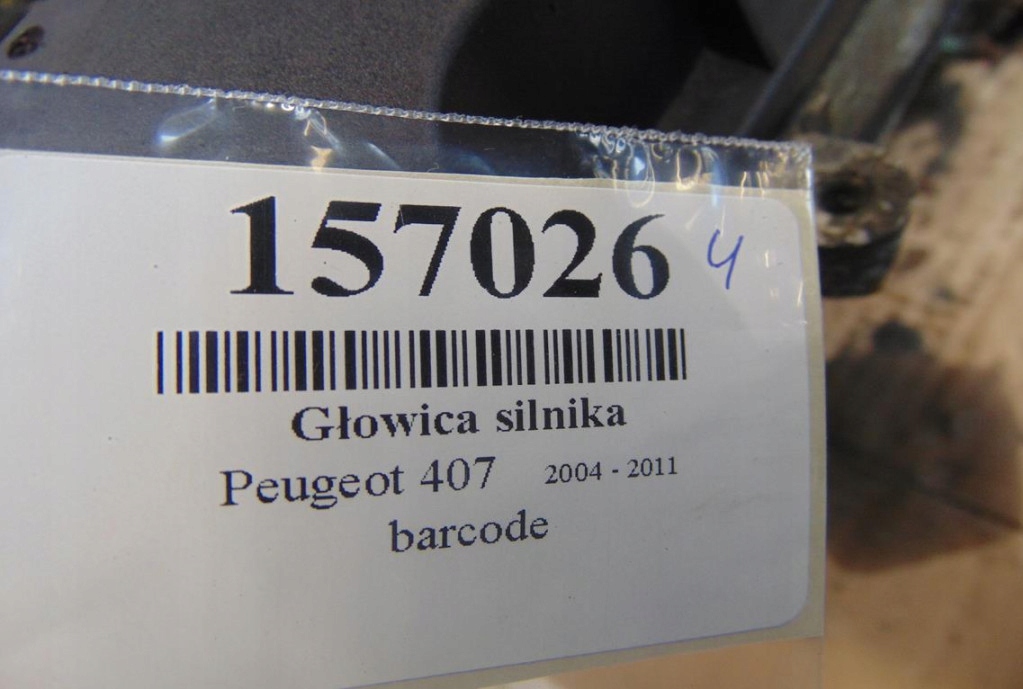 157026 4
Głowica silnika
Peugeot 407 2004 - 2011
barcode